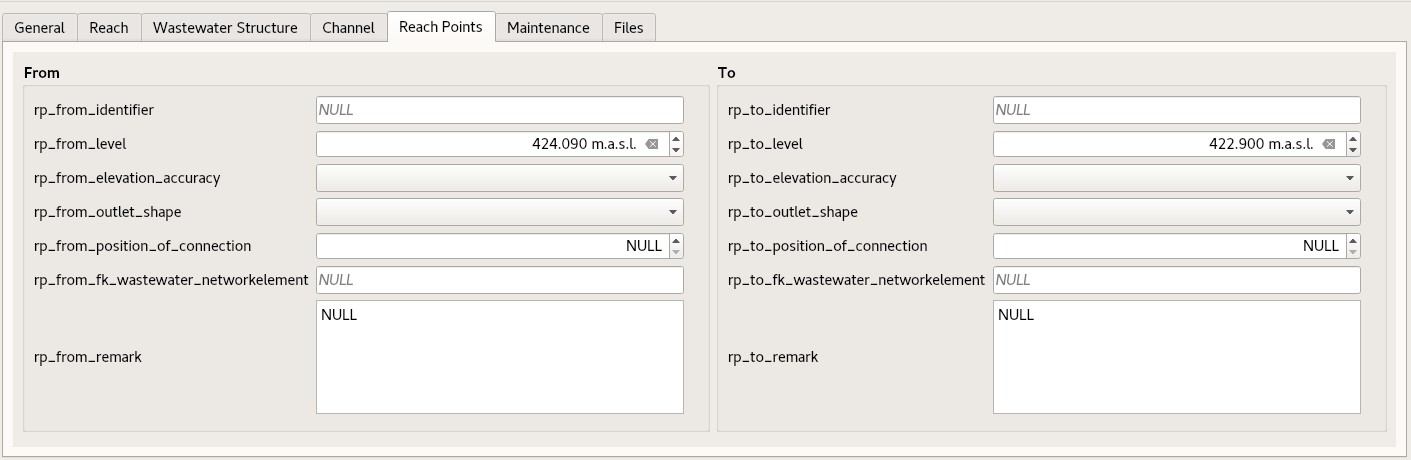 General Reach Wastewater Structure Channel Reach Points Maintenance Files
From
rp_from_identifier NULL
rp_from_level 424.090 m.a.s.l.
rp_from_elevation_accuracy
rp_from_outlet_shape
rp_from_position_of_connection NULL
rp_from_fk_wastewater_networkelement NULL
NULL
rp_from_remark
To
rp_to_identifier NULL
rp_to_level 422.900 m.a.s.l.
rp_to_elevation_accuracy
rp_to_outlet_shape
rp_to_position_of_connection NULL
rp_to_fk_wastewater_networkelement NULL
NULL
rp_to_remark